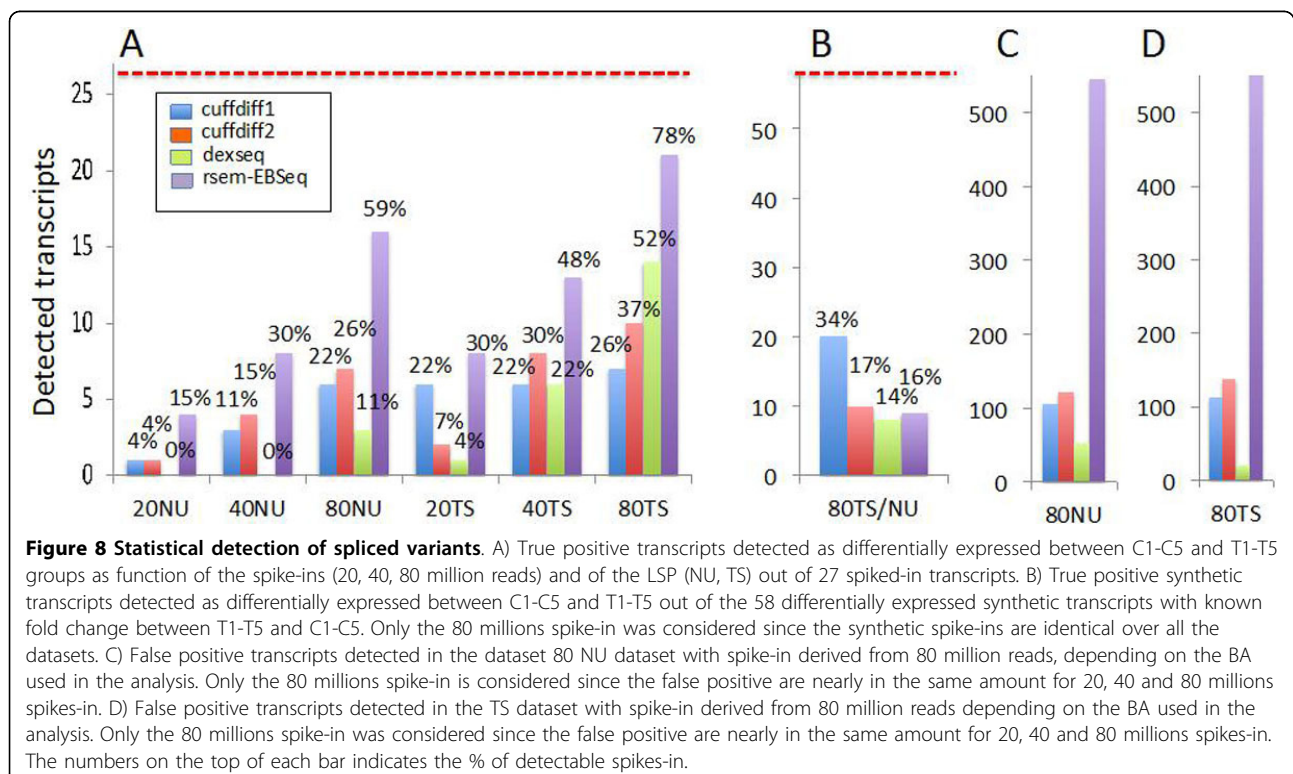 A
B
C
D
Detected transcripts
25
20
15
10
5
0
cuffdiff1
cuffdiff2
dexseq
rsem-EBSeq
4%
4%
0%
15%
11%
15%
0%
30%
22%
26%
11%
59%
22%
7%
4%
30%
22%
30%
22%
48%
26%
37%
52%
78%
20NU
40NU
80NU
20TS
40TS
80TS
50
40
30
20
10
0
34%
17%
14%
16%
80TS/NU
500
400
300
200
100
0
80NU
500
400
300
200
100
0
80TS
Figure 8 Statistical detection of spliced variants. A) True positive transcripts detected as differentially expressed between C1-C5 and T1-T5
groups as function of the spike-ins (20, 40, 80 million reads) and of the LSP (NU, TS) out of 27 spiked-in transcripts. B) True positive synthetic
transcripts detected as differentially expressed between C1-C5 and T1-T5 out of the 58 differentially expressed synthetic transcripts with known
fold change between T1-T5 and C1-C5. Only the 80 millions spike-in was considered since the synthetic spike-ins are identical over all the
datasets. C) False positive transcripts detected in the dataset 80 NU dataset with spike-in derived from 80 million reads, depending on the BA
used in the analysis. Only the 80 millions spike-in is considered since the false positive are nearly in the same amount for 20, 40 and 80 millions
spikes-in. D) False positive transcripts detected in the TS dataset with spike-in derived from 80 million reads depending on the BA used in the
analysis. Only the 80 millions spike-in was considered since the false positive are nearly in the same amount for 20, 40 and 80 millions spikes-in.
The numbers on the top of each bar indicates the % of detectable spikes-in.